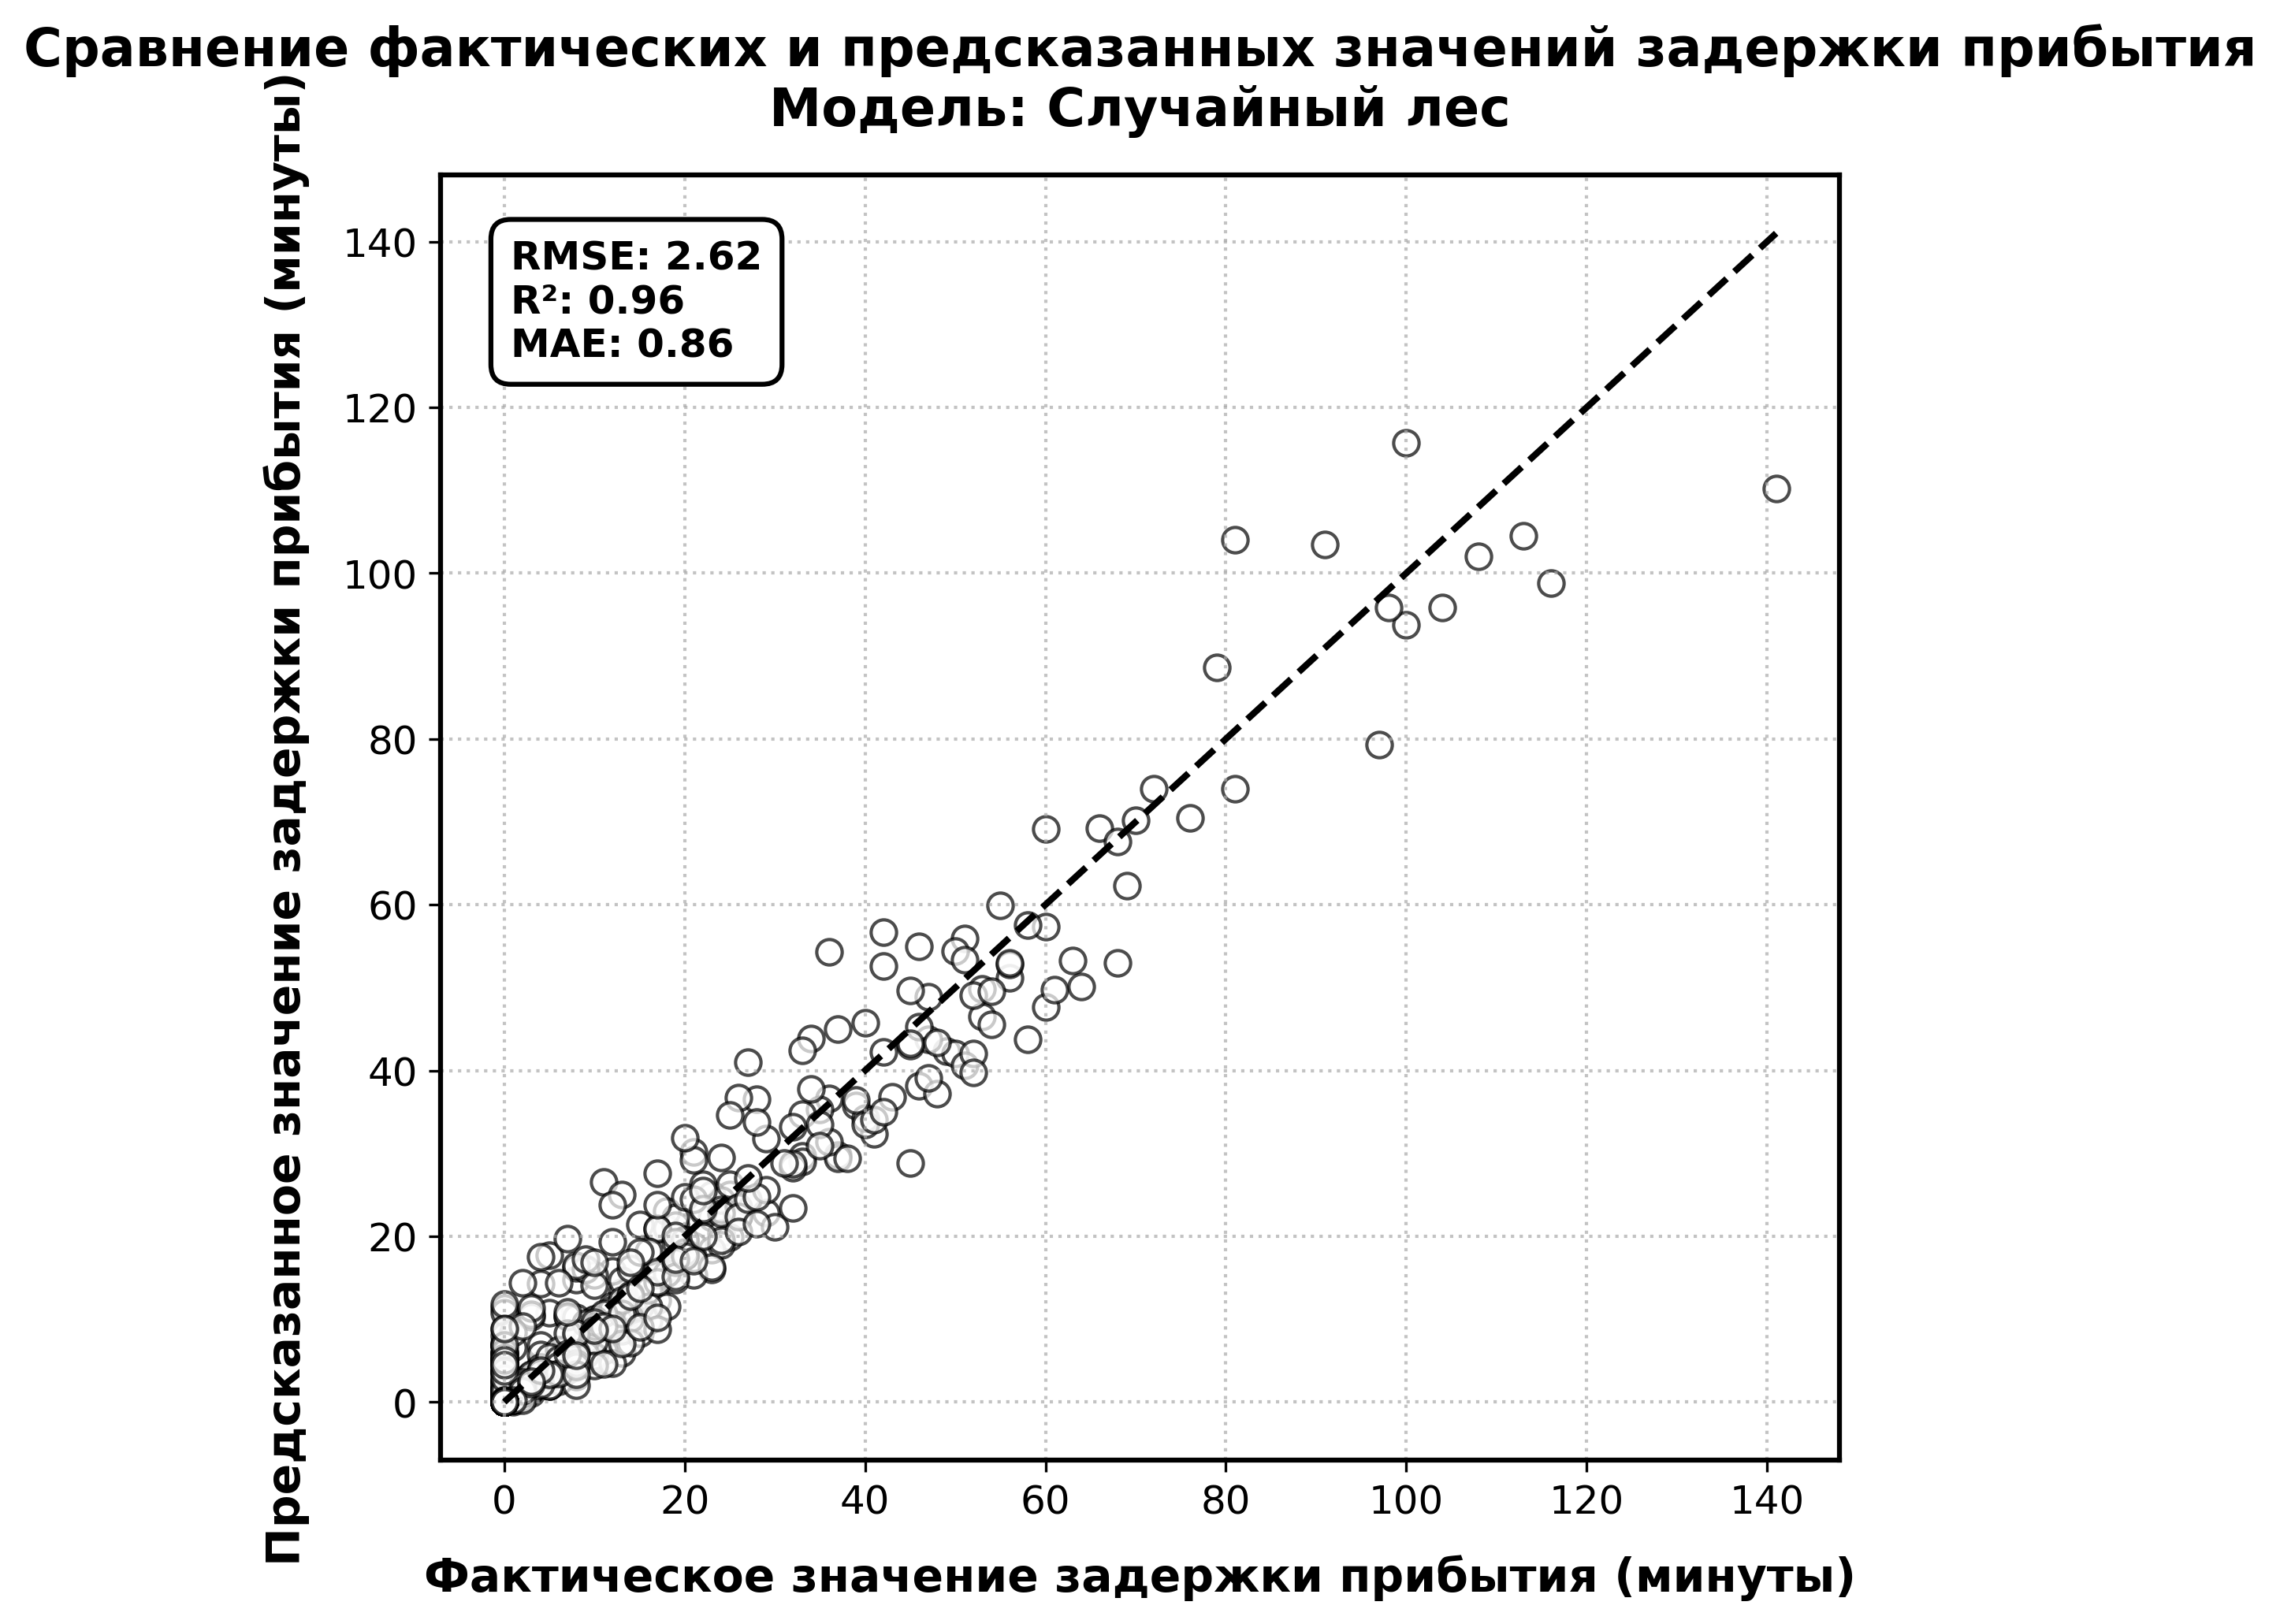 Сравнение фактических и предсказанных значений задержки прибытия
Модель: Случайный лес
Предсказанное значение задержки прибытия (минуты)
RMSE: 2.62
R²: 0.96
MAE: 0.86
140
120
100
80
60
40
20
0
0 20 40 60 80 100 120 140
Фактическое значение задержки прибытия (минуты)